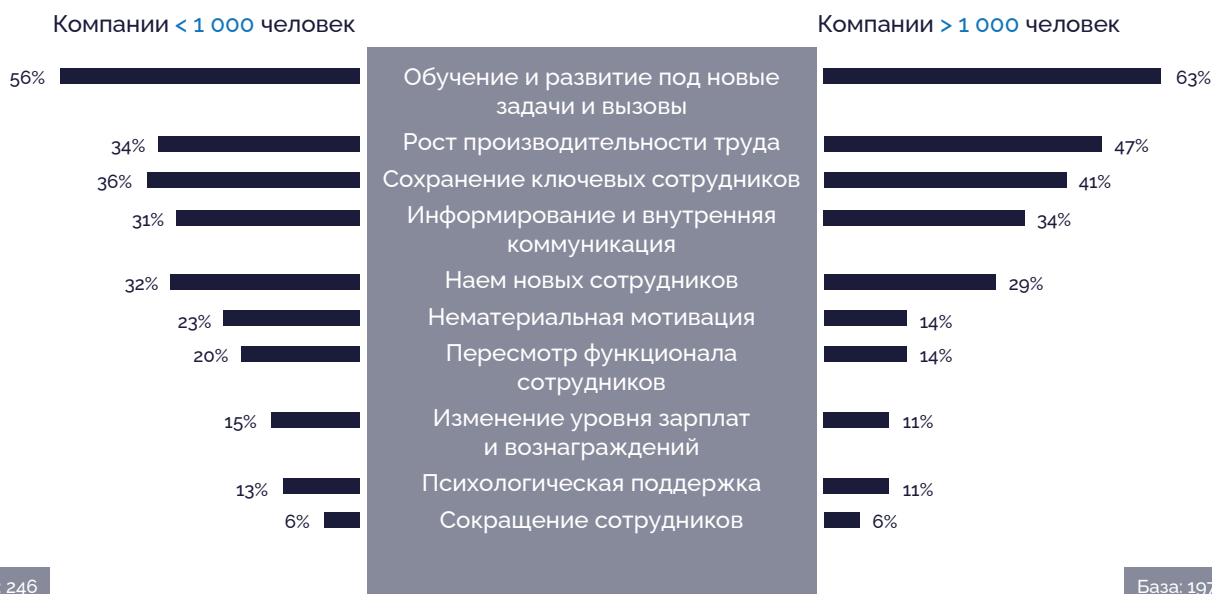 Компании < 1 000 человек
Компании > 1 000 человек
56%
Обучение и развитие под новые
задачи и вызовы
63%
34%
Рост производительности труда
47%
36%
Сохранение ключевых сотрудников
41%
31%
Информирование и внутренняя
коммуникация
34%
32%
Наем новых сотрудников
29%
23%
Нематериальная мотивация
14%
20%
Пересмотр функционала
сотрудников
14%
15%
Изменение уровня зарплат
и вознаграждений
11%
13%
Психологическая поддержка
11%
6%
Сокращение сотрудников
6%
: 246
База: 197